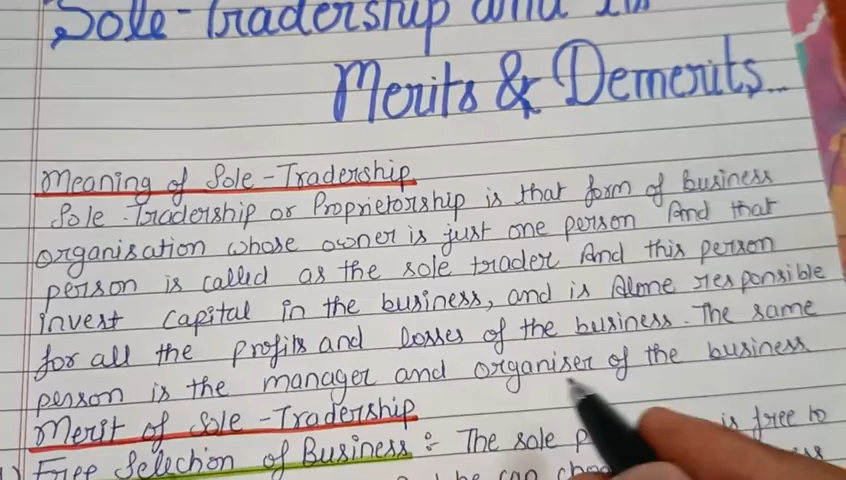 Sole-Tradership and Its
Merits & Demerits...
Meaning of Sole-Tradership
Sole-Tradership or Proprietorship is that form of business
organisation whose owner is just one person And that
person is called as the sole trader And this person
invest capital in the business, and is Alone responsible
for all the profits and losses of the business. The same
person is the manager and organiser of the business
Merit of Sole-Tradership
1) Free Selection of Business :- The sole is free to
he can